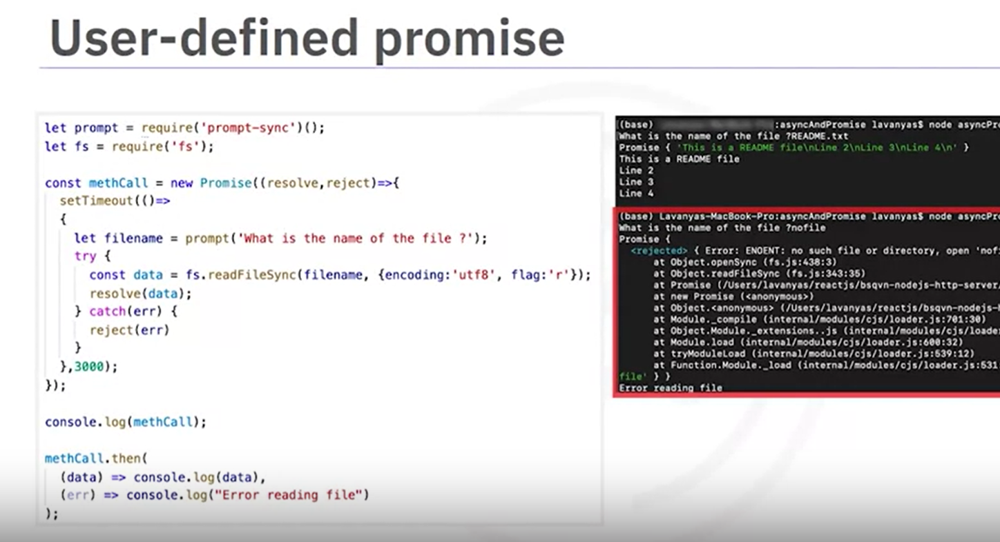 User-defined promise
let prompt = require('prompt-sync')();
let fs = require('fs');
const methCall = new Promise((resolve,reject)=>{
setTimeout(()=>
{
let filename = prompt('What is the name of the file ?');
try {
const data = fs.readFileSync(filename, {encoding:'utf8', flag:'r'});
resolve(data);
} catch(err) {
reject(err)
}
},3000);
});
console.log(methCall);
methCall.then(
(data) => console.log(data),
(err) => console.log("Error reading file")
);
(base) :asyncAndPromise lavanyas$ node asyncPro
What is the name of the file ?README.txt
Promise { 'This is a README file\nLine 2\nLine 3\nLine 4\n' }
This is a README file
Line 2
Line 3
Line 4
(base) Lavanyas-MacBook-Pro:asyncAndPromise lavanyas$ node asyncPro
What is the name of the file ?nofile
Promise {
<rejected> { Error: ENOENT: no such file or directory, open 'nofi
at Object.openSync (fs.js:438:3)
at Object.readFileSync (fs.js:343:35)
at Promise (/Users/lavanyas/reactjs/bsqvn-nodejs-http-server/
at new Promise (<anonymous>)
at Object.<anonymous> (/Users/lavanyas/reactjs/bsqvn-nodejs-h
at Module._compile (internal/modules/cjs/loader.js:701:30)
at Object.Module._extensions..js (internal/modules/cjs/loader
at Module.load (internal/modules/cjs/loader.js:600:32)
at tryModuleLoad (internal/modules/cjs/loader.js:539:12)
at Function.Module._load (internal/modules/cjs/loader.js:531
file' } }
Error reading file